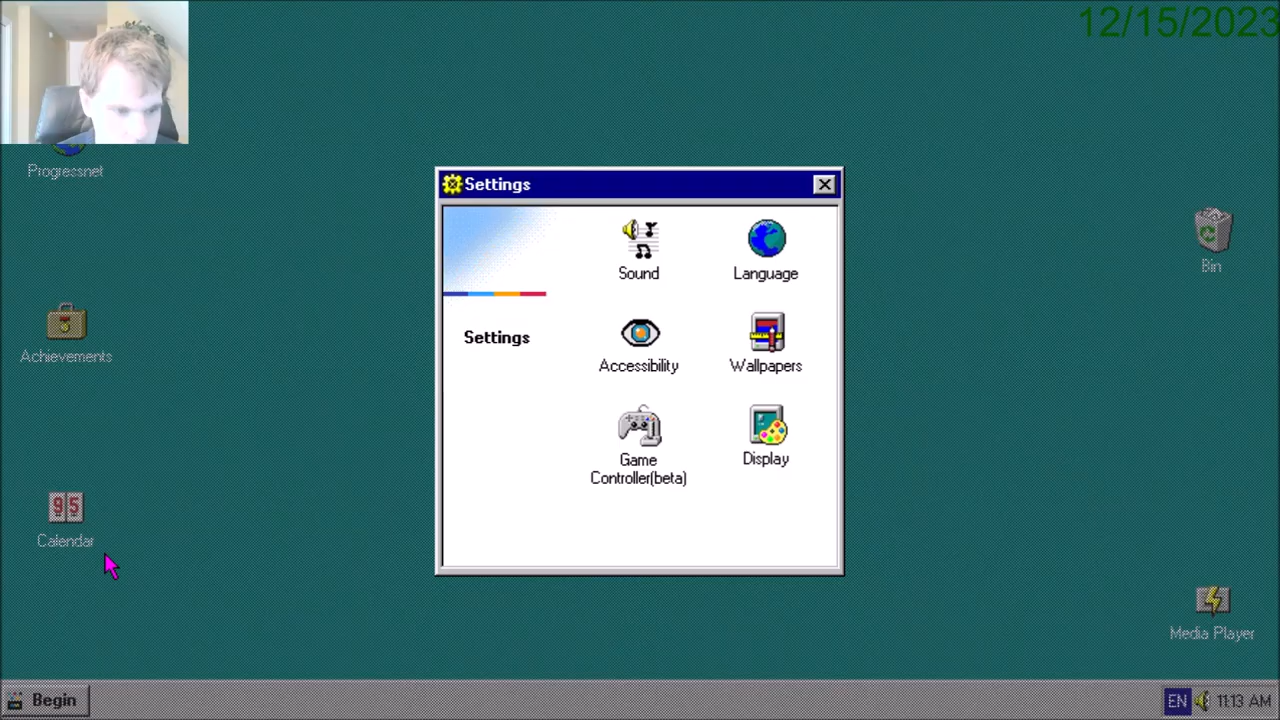 12/15/2023
Progressnet
Settings
Sound
Language
Bin
Settings
Achievements
Accessibility
Wallpapers
Game
Controller(beta)
Display
95
Calendar
Media Player
Begin
EN
11:13 AM